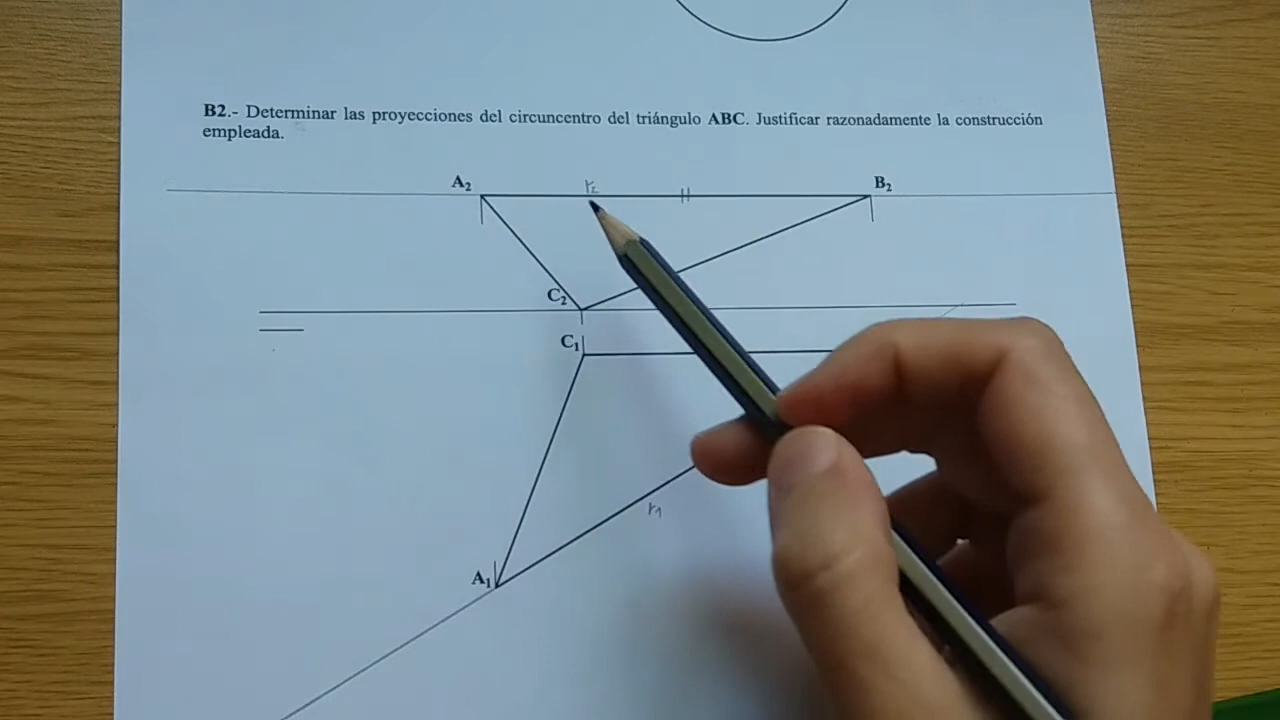 B2.- Determinar las proyecciones del circuncentro del triángulo ABC. Justificar razonadamente la construcción
empleada.
A₂ r₂ B₂
C₂
C₁
r₁
A₁